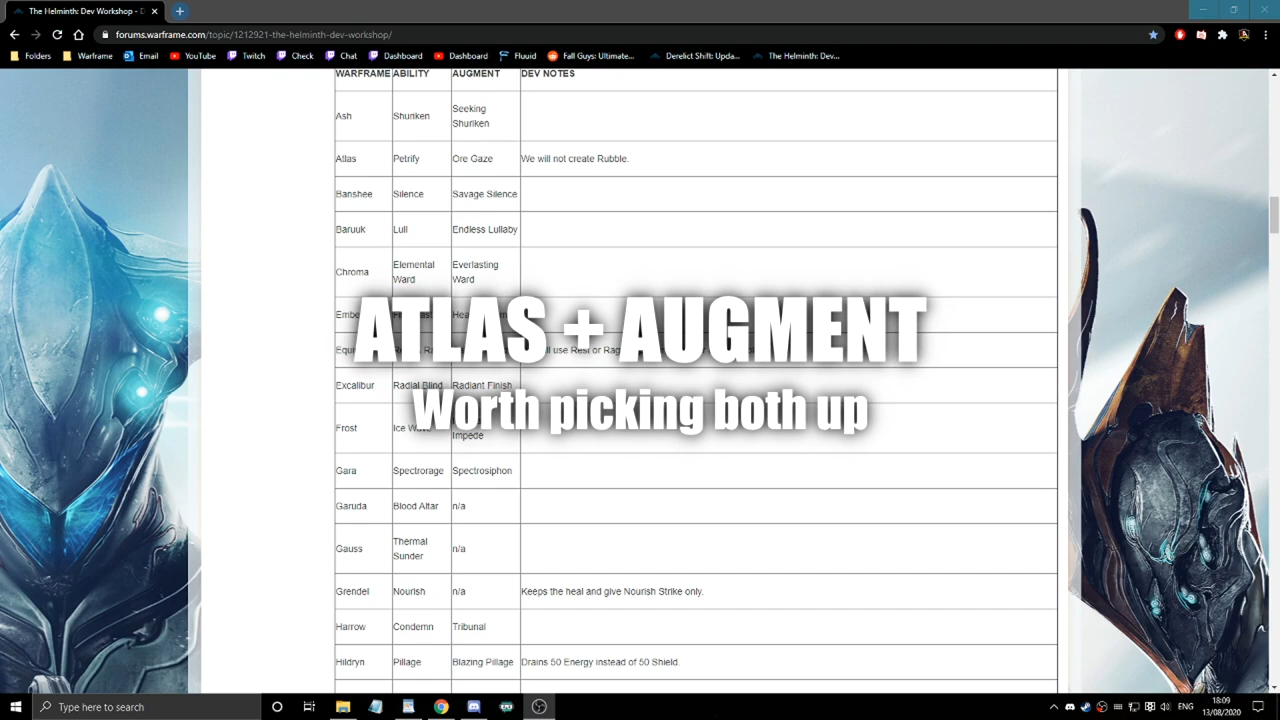 The Helminth: Dev Workshop - D
forums.warframe.com/topic/1212921-the-helminth-dev-workshop/
Folders Warframe Email YouTube Twitch Check Chat Dashboard Dashboard Fluuid Fall Guys: Ultimate... Derelict Shift: Upda... The Helminth: Dev...
WARFRAME ABILITY AUGMENT DEV NOTES
Ash Shuriken Seeking Shuriken
Atlas Petrify Ore Gaze We will not create Rubble.
Banshee Silence Savage Silence
Baruuk Lull Endless Lullaby
Chroma Elemental Ward Everlasting Ward
ATLAS + AUGMENT
Excalibur Radial Blind Radiant Finish
Worth picking both up
Frost Ice Impede
Gara Spectrorage Spectrosiphon
Garuda Blood Altar n/a
Gauss Thermal Sunder n/a
Grendel Nourish n/a Keeps the heal and give Nourish Strike only.
Harrow Condemn Tribunal
Hildryn Pillage Blazing Pillage Drains 50 Energy instead of 50 Shield.
Type here to search
18:09
ENG
13/08/2020